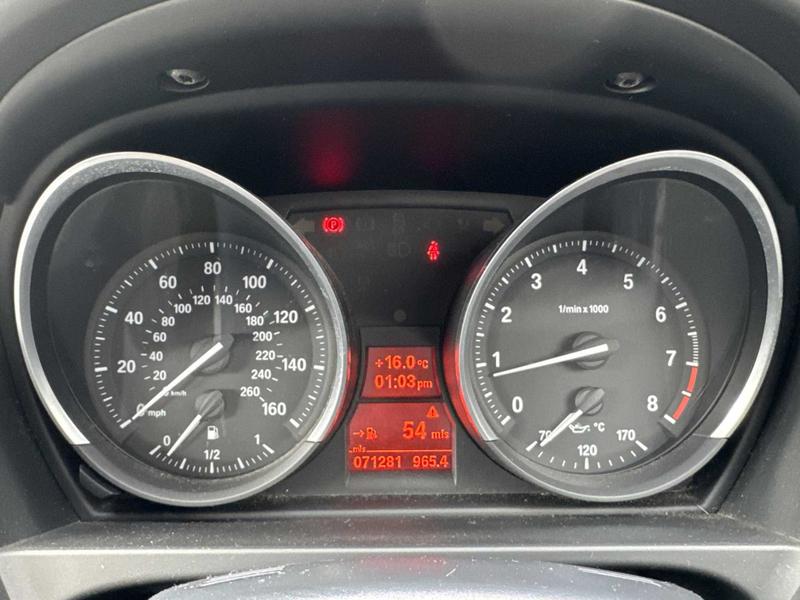 80
60 100
40 120
20 140
0 mph 160
100 120 140 160
80 180
60 200
40 220
20 240
km/h 260
0 1/2 1
P
÷16.0°C
01:03pm
54 mls
mls
071281 965.4
4
3 5
2 6
1 7
0 8
1/min x 1000
70 °C 170
120